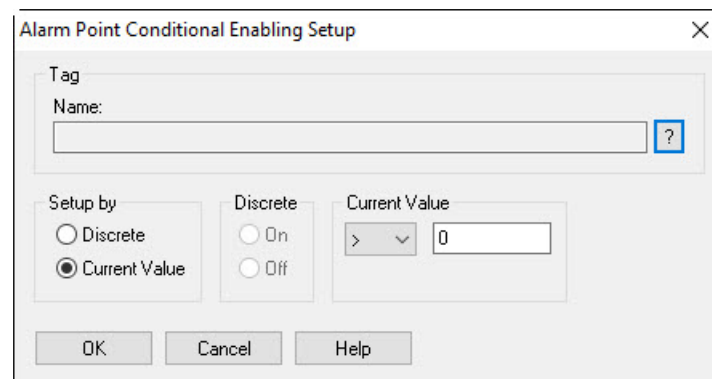 Alarm Point Conditional Enabling Setup
Tag
Name:
?
Setup by
Discrete
Current Value
Discrete
On
Off
Current Value
> 0
OK Cancel Help